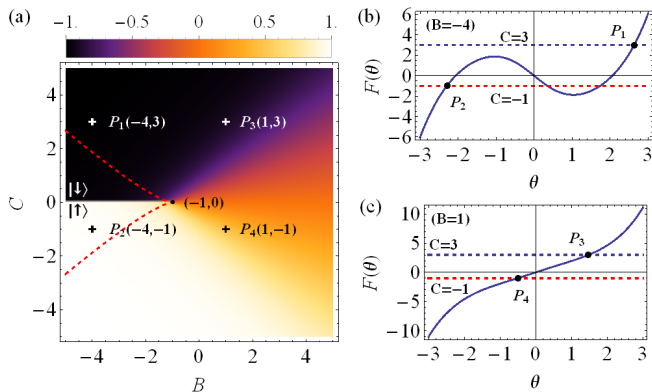 (a)
-1. -0.5 0. 0.5 1.
C
4
2
0
-2
-4
P1(-4,3)
P3(1,3)
|↓⟩
|↑⟩
(-1,0)
P2(-4,-1)
P4(1,-1)
-4 -2 0 2 4
B
(b)
(B=-4)
F(θ)
6
4
2
0
-2
-4
-6
C=3
P1
P2
C=-1
-3 -2 -1 0 1 2 3
θ
(c)
(B=1)
F(θ)
10
5
0
-5
-10
C=3
P3
C=-1
P4
-3 -2 -1 0 1 2 3
θ